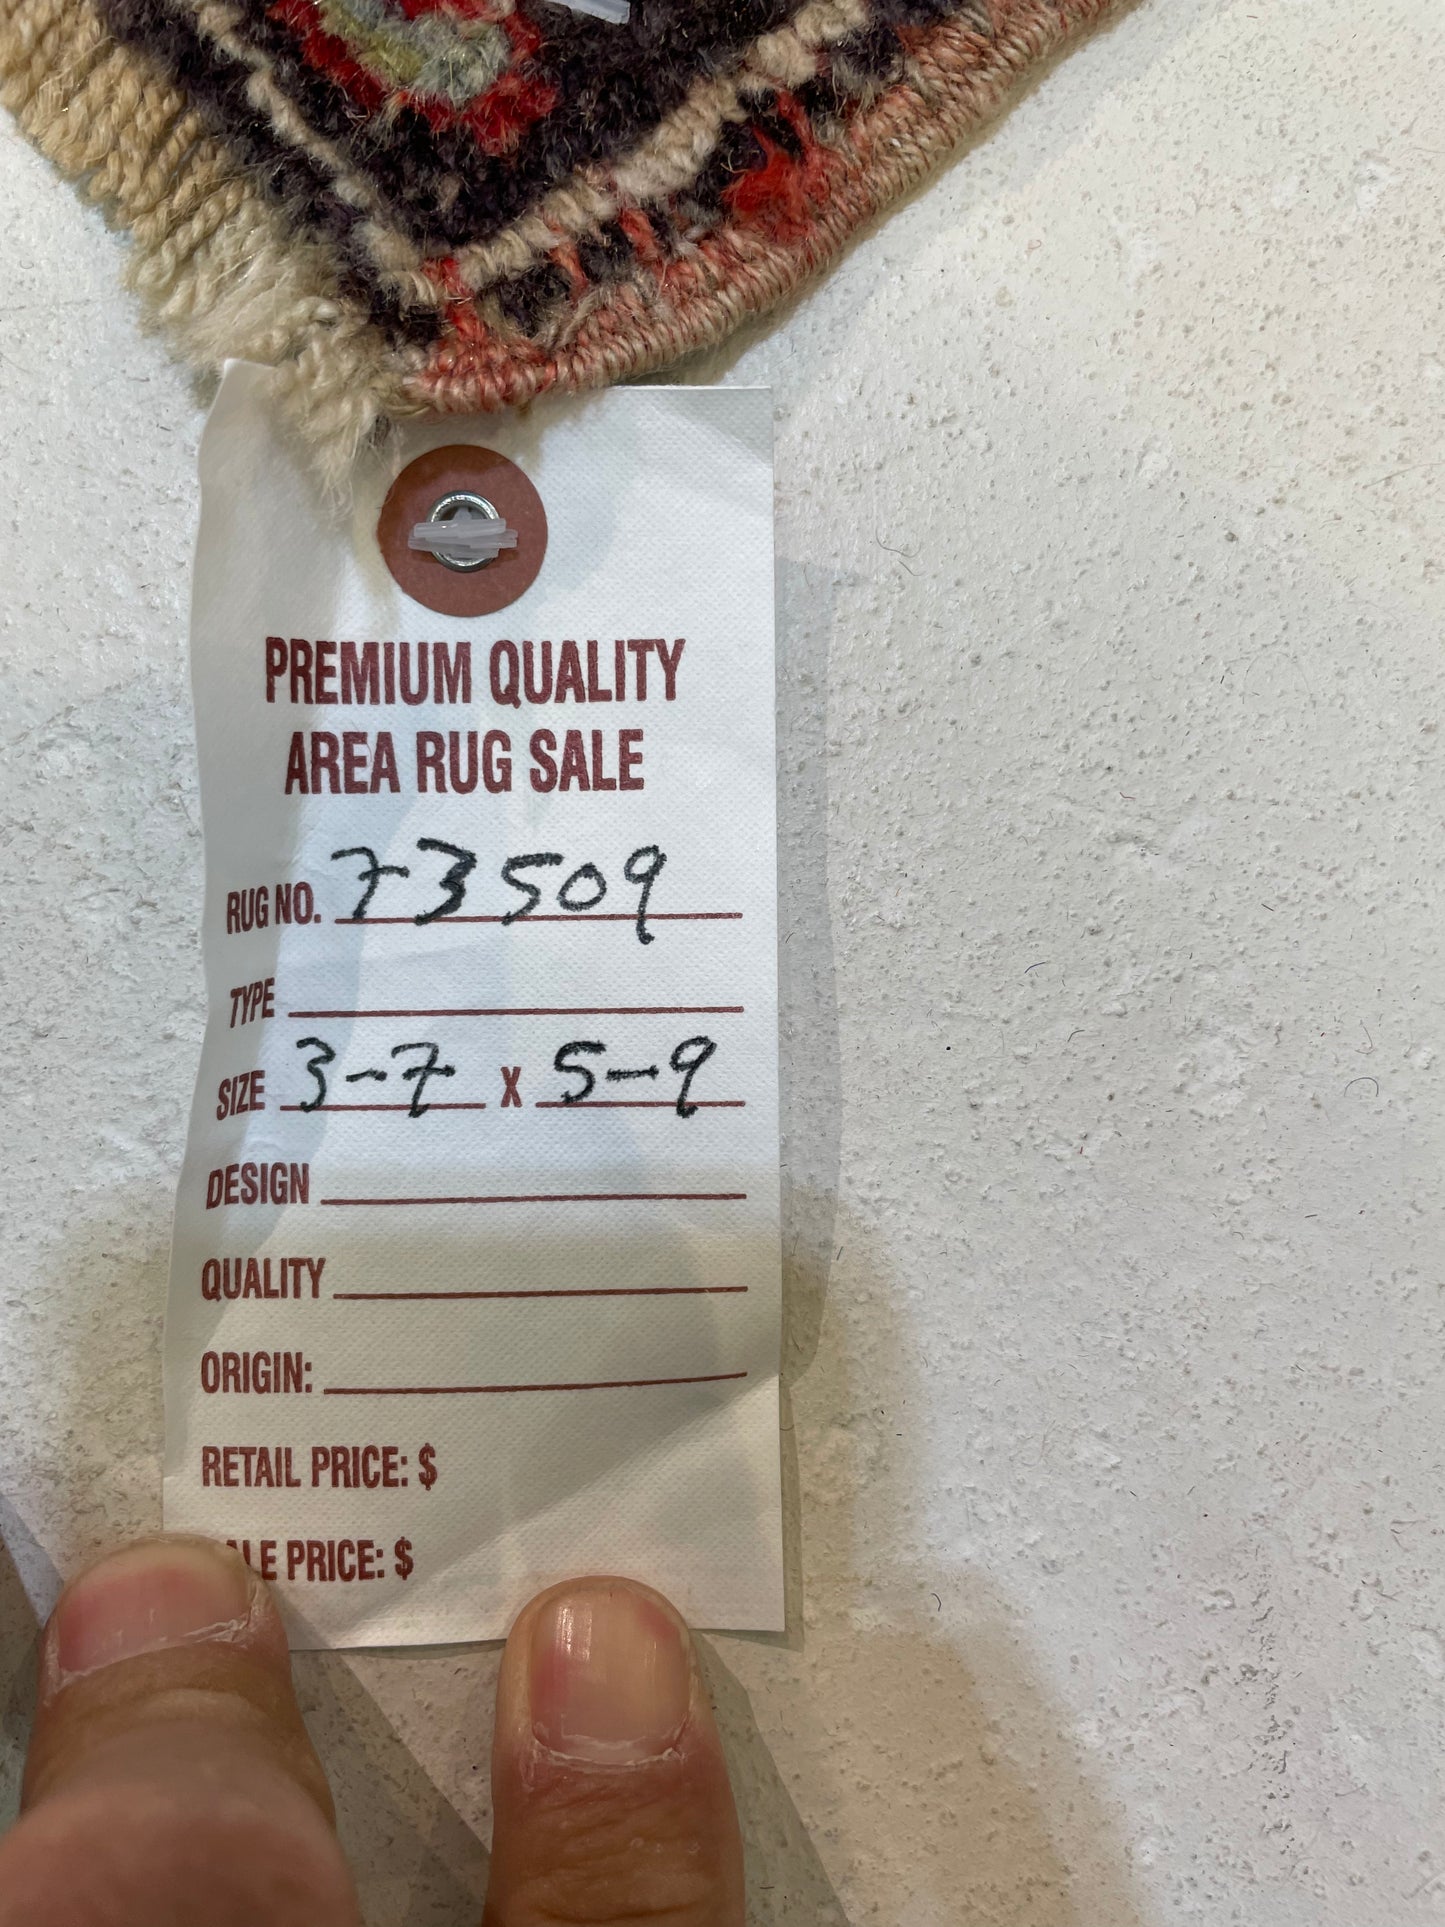 PREMIUM QUALITY
AREA RUG SALE
RUG NO. 73509
TYPE
SIZE 3-7 X 5-9
DESIGN
QUALITY
ORIGIN:
RETAIL PRICE: $
ALE PRICE: $